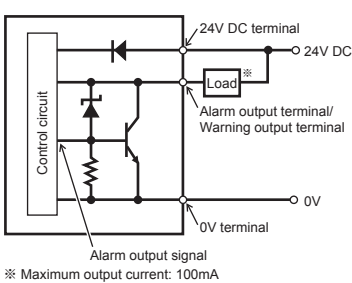 24V DC terminal
24V DC
※
Load
Alarm output terminal/
Warning output terminal
Control circuit
0V
0V terminal
Alarm output signal
※ Maximum output current: 100mA